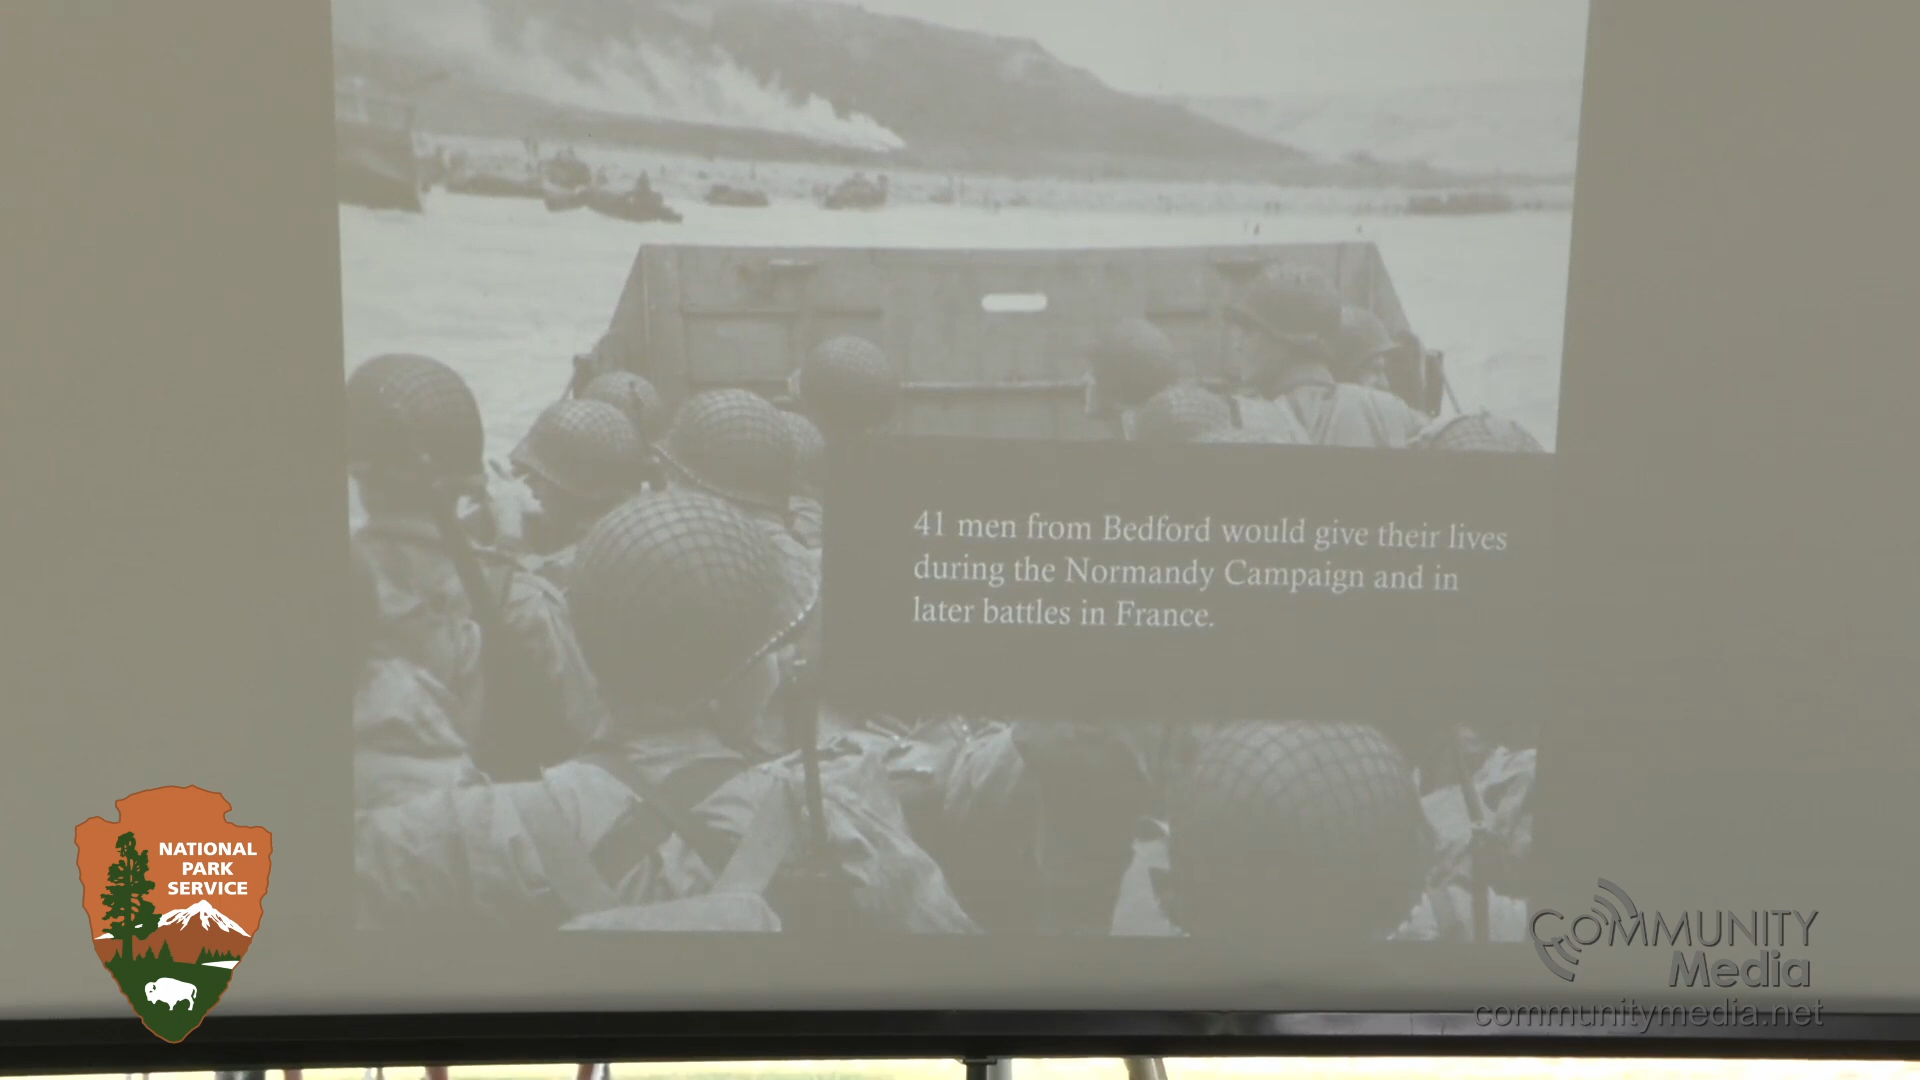 41 men from Bedford would give their lives
during the Normandy Campaign and in
later battles in France.
NATIONAL
PARK
SERVICE
COMMUNITY
Media
communitymedia.net